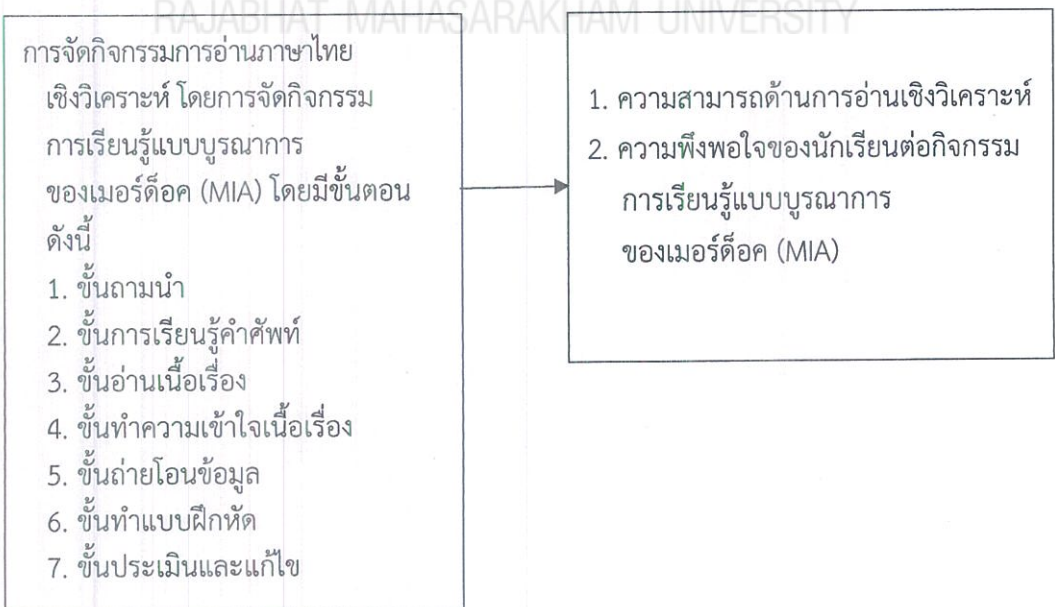 RAJABHAT MAHASARAKHAM UNIVERSITY
การจัดกิจกรรมการอ่านภาษาไทย
เชิงวิเคราะห์ โดยการจัดกิจกรรม
การเรียนรู้แบบบูรณาการ
ของเมอร์ด็อค (MIA) โดยมีขั้นตอน
ดังนี้
1. ขั้นถามนำ
2. ขั้นการเรียนรู้คำศัพท์
3. ขั้นอ่านเนื้อเรื่อง
4. ขั้นทำความเข้าใจเนื้อเรื่อง
5. ขั้นถ่ายโอนข้อมูล
6. ขั้นทำแบบฝึกหัด
7. ขั้นประเมินและแก้ไข
1. ความสามารถด้านการอ่านเชิงวิเคราะห์
2. ความพึงพอใจของนักเรียนต่อกิจกรรม
การเรียนรู้แบบบูรณาการ
ของเมอร์ด็อค (MIA)